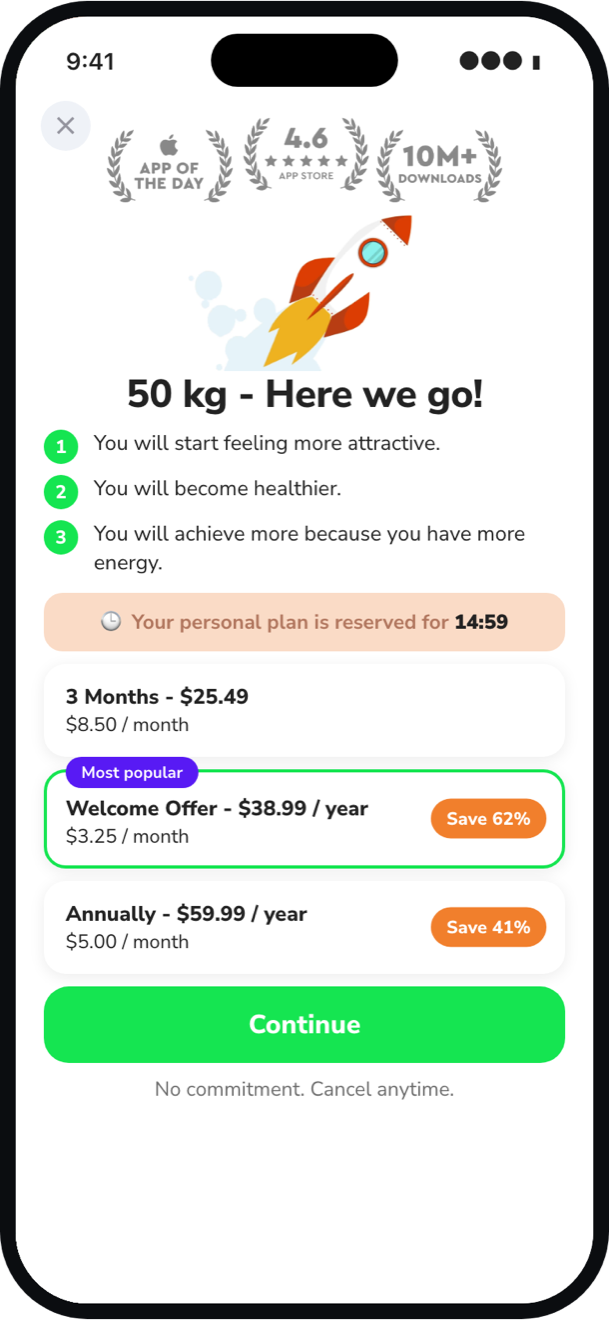 9:41
APP OF
THE DAY
4.6
★★★★★
APP STORE
10M+
DOWNLOADS
50 kg - Here we go!
1 You will start feeling more attractive.
2 You will become healthier.
3 You will achieve more because you have more
energy.
Your personal plan is reserved for 14:59
3 Months - $25.49
$8.50 / month
Most popular
Welcome Offer - $38.99 / year
$3.25 / month
Save 62%
Annually - $59.99 / year
$5.00 / month
Save 41%
Continue
No commitment. Cancel anytime.